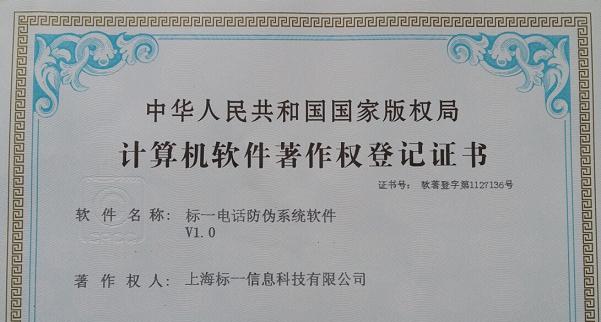 中华人民共和国国家版权局
计算机软件著作权登记证书
证书号： 软著登字第1127136号
软件名称： 标一电话防伪系统软件
V1.0
著作权人： 上海标一信息科技有限公司